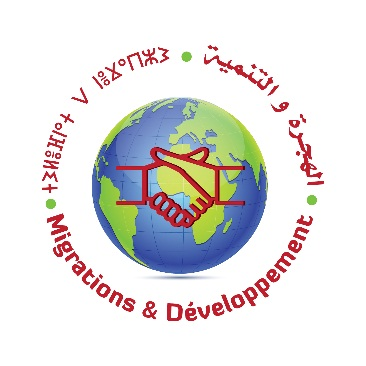 الهجرة و التنمية
Migrations & Développement